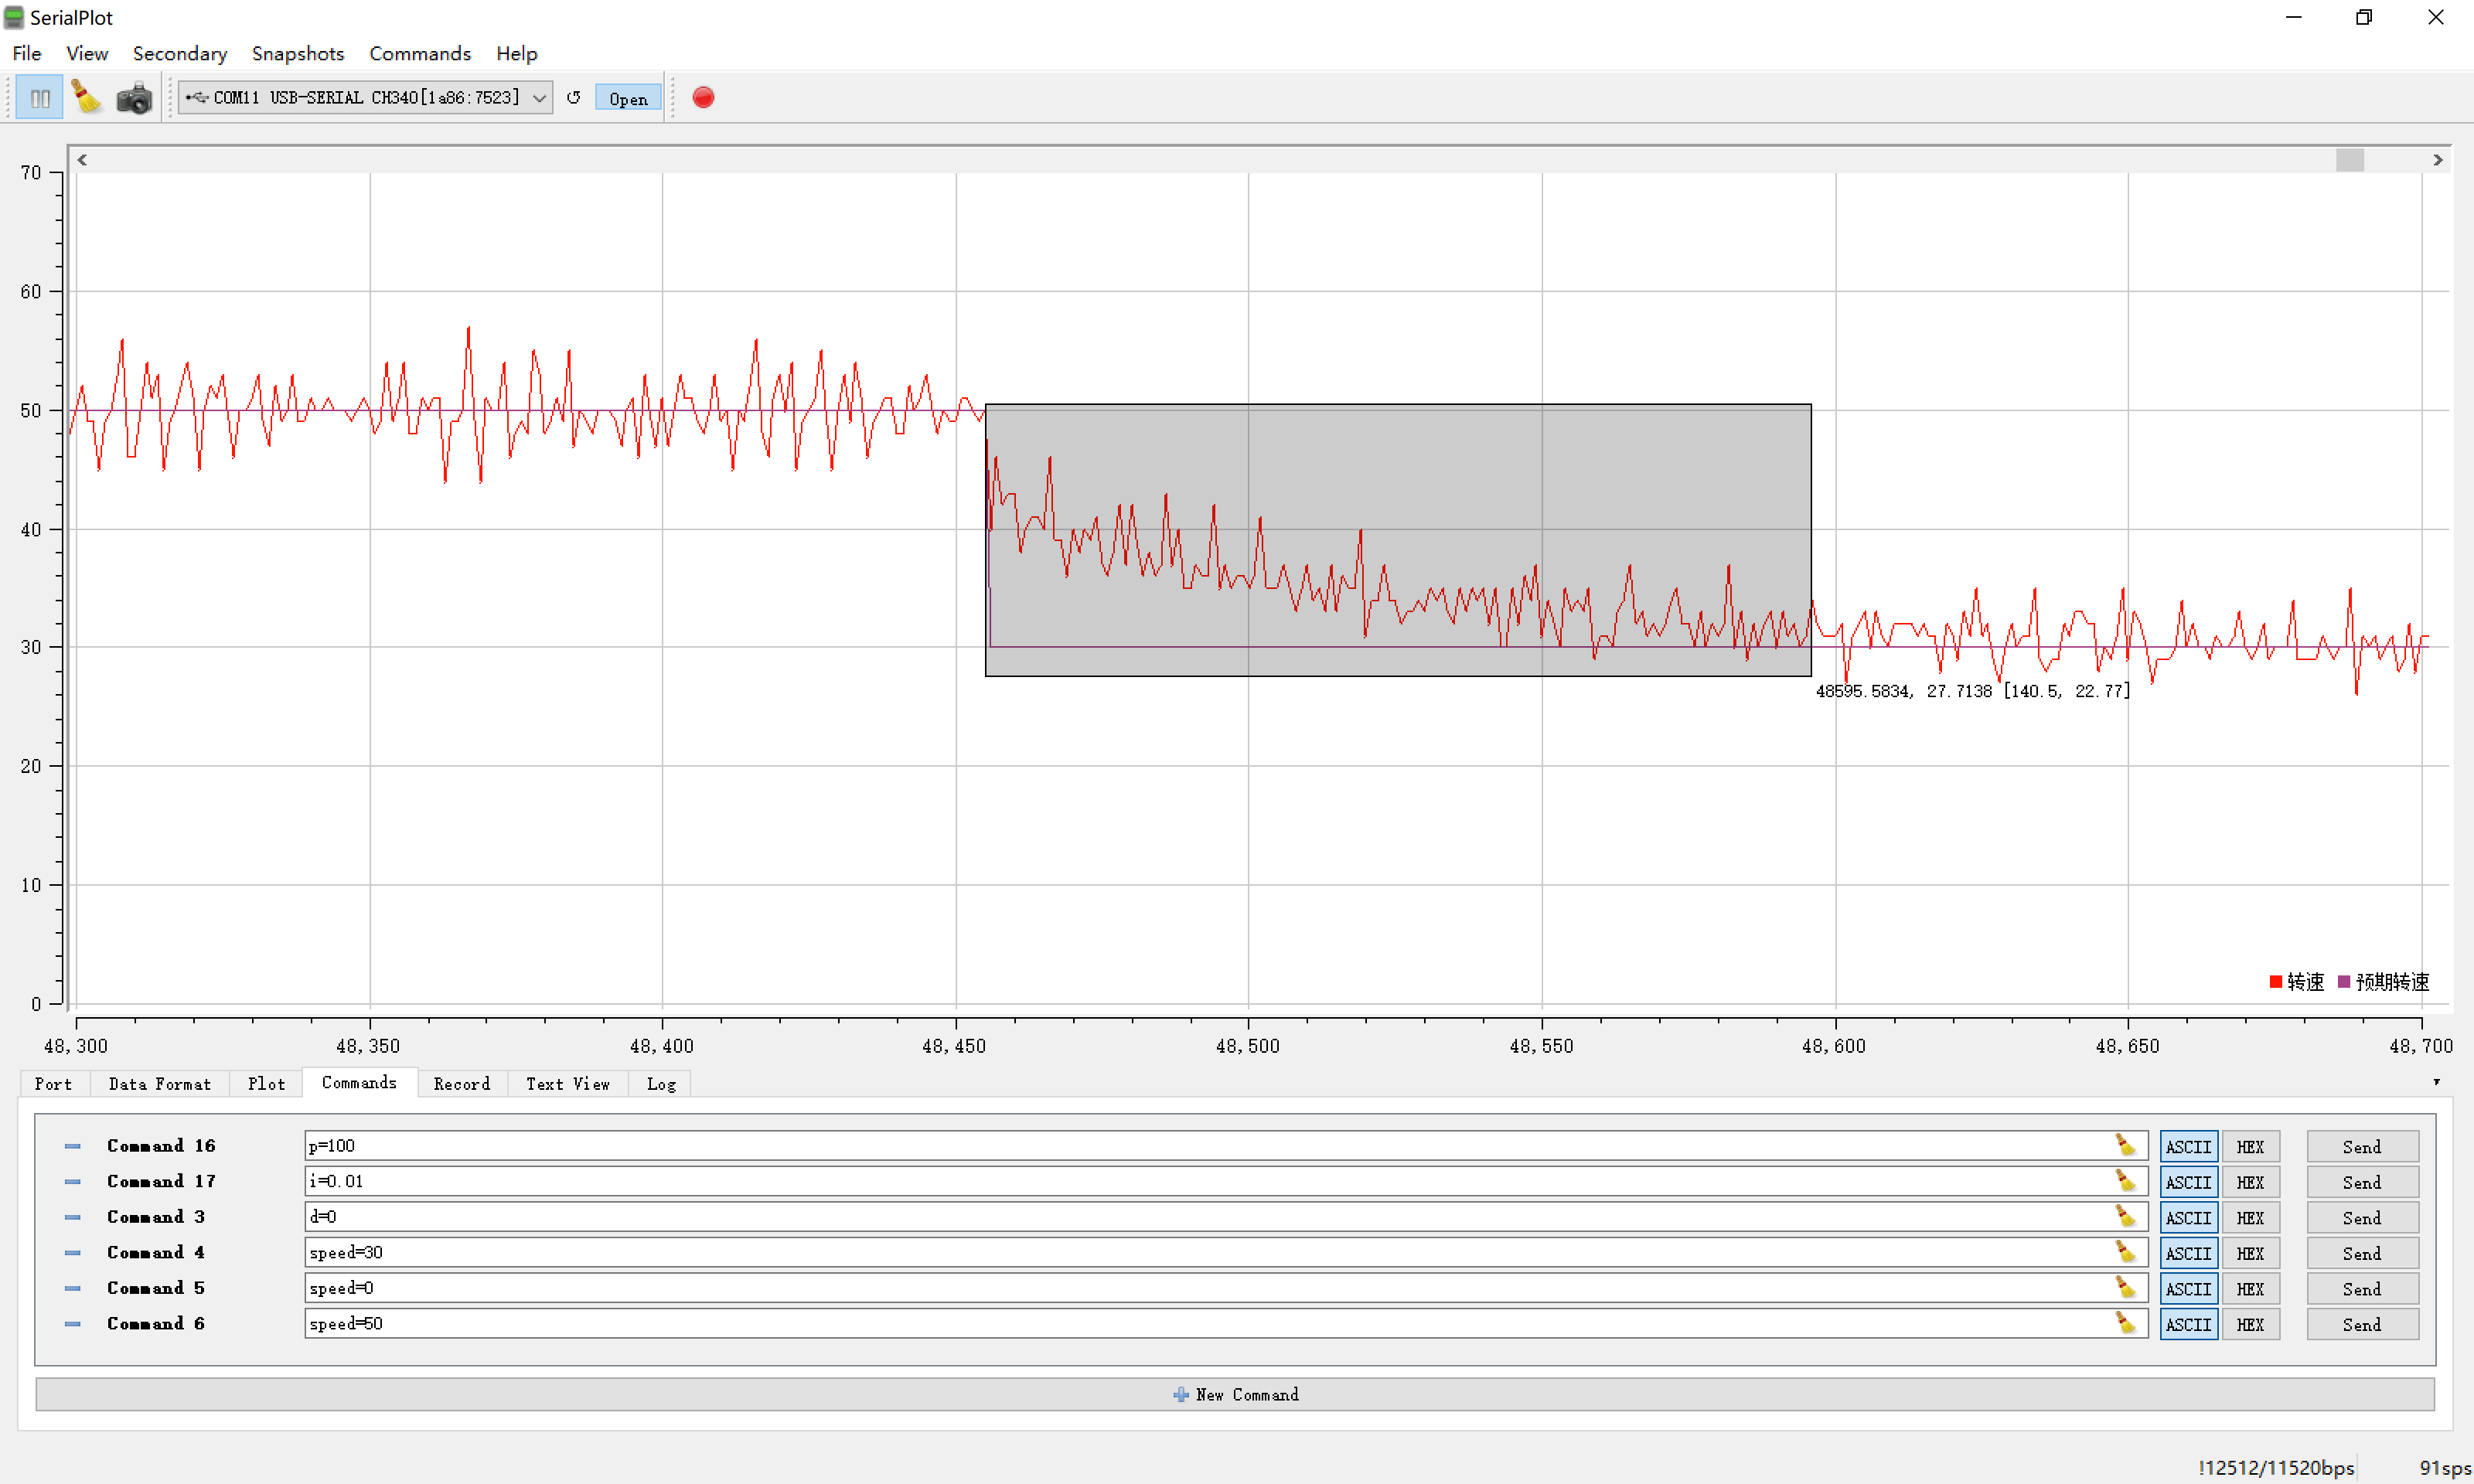 SerialPlot
File View Secondary Snapshots Commands Help
COM11 USB-SERIAL CH340[1a86:7523] Open
70
60
50
40
30
20
10
0
48595.5834, 27.7138 [140.5, 22.77]
转速 预期转速
48,300 48,350 48,400 48,450 48,500 48,550 48,600 48,650 48,700
Port Data Format Plot Commands Record Text View Log
Command 16 p=100 ASCII HEX Send
Command 17 i=0.01 ASCII HEX Send
Command 3 d=0 ASCII HEX Send
Command 4 speed=30 ASCII HEX Send
Command 5 speed=0 ASCII HEX Send
Command 6 speed=50 ASCII HEX Send
New Command
!12512/11520bps 91sps